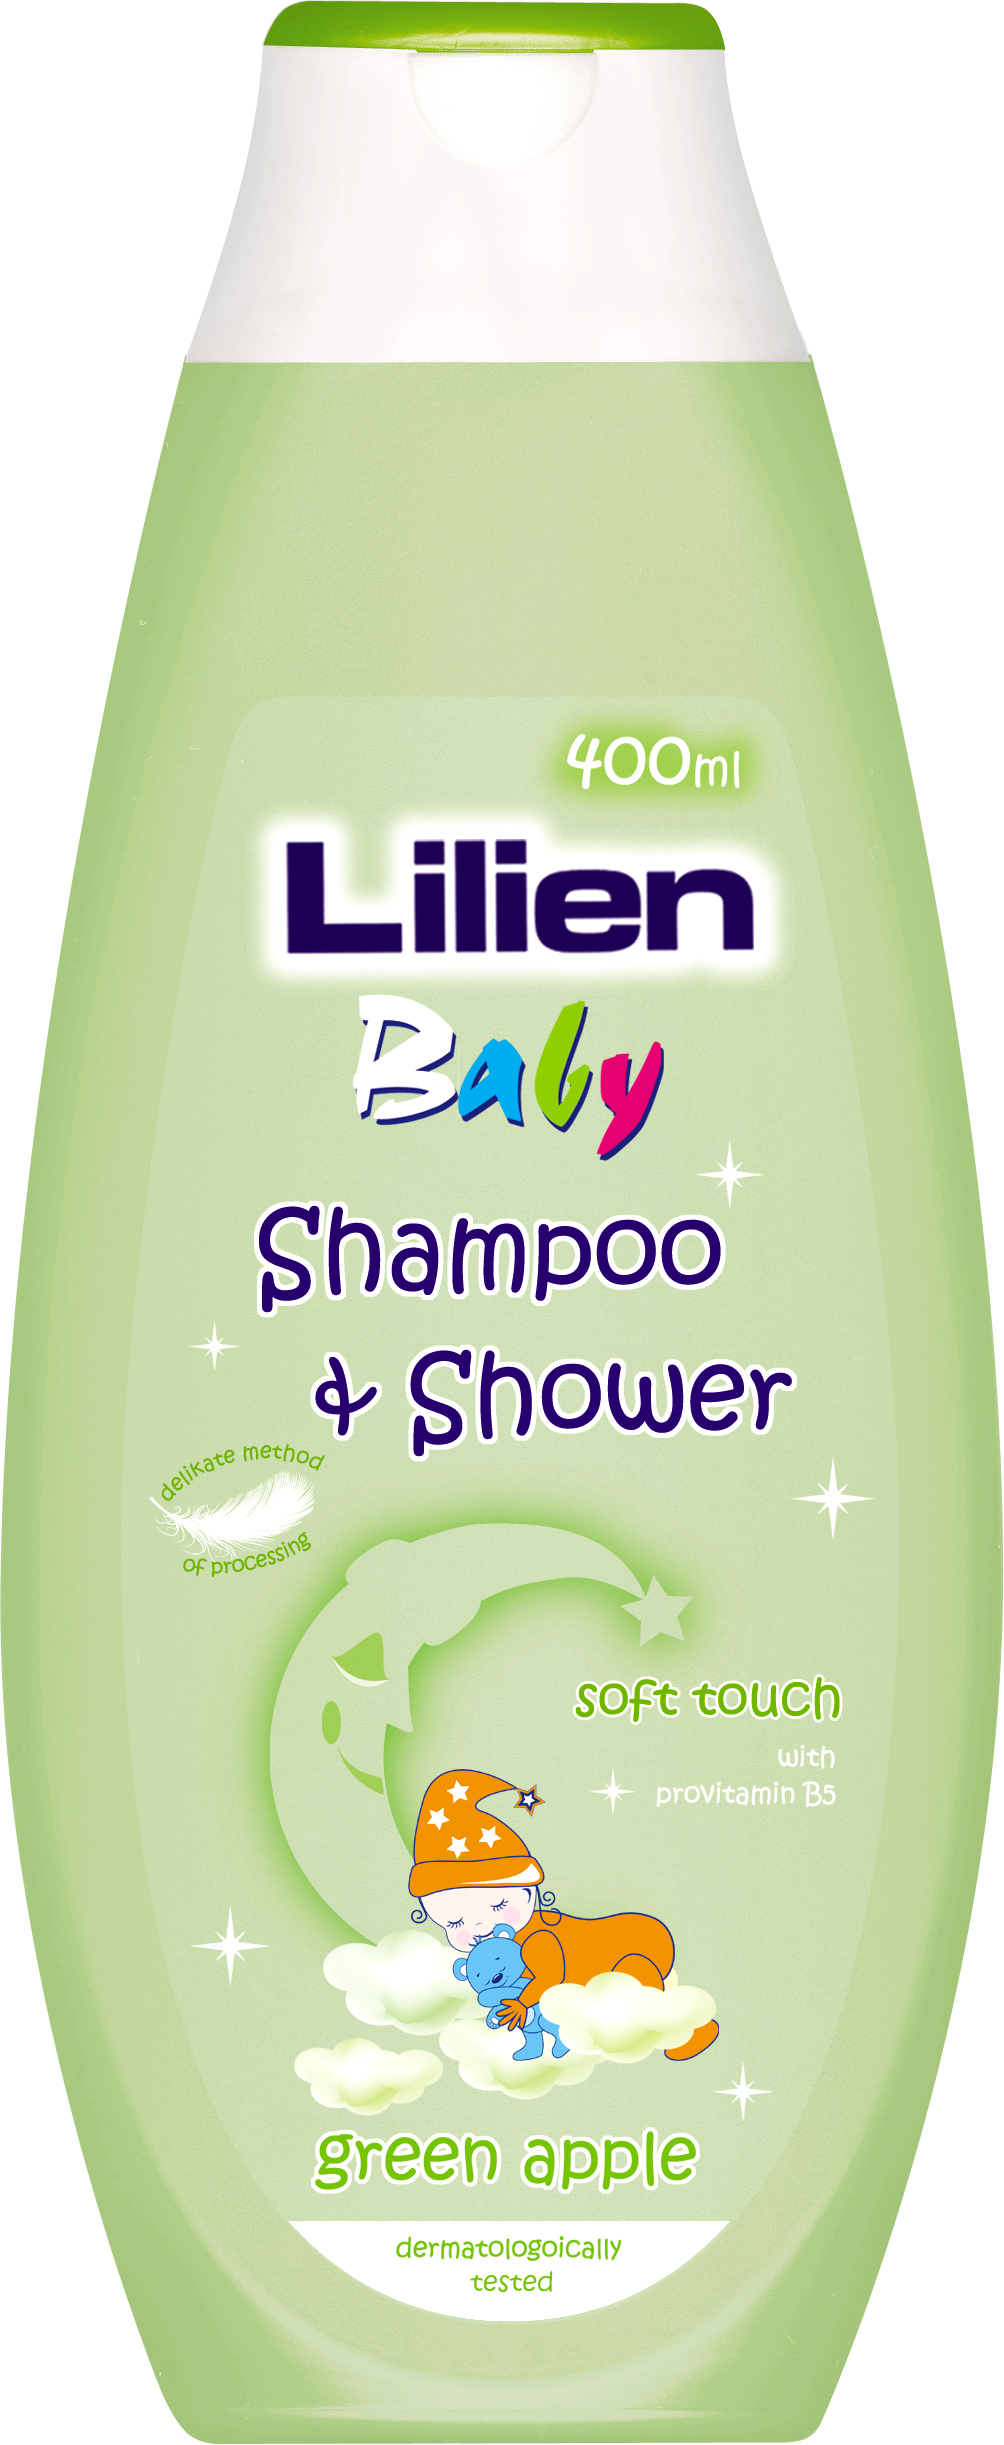 400ml
Lilien
Baby
Shampoo
& Shower
delikate method
of processing
soft touch
with
provitamin B5
green apple
dermatologoically
tested